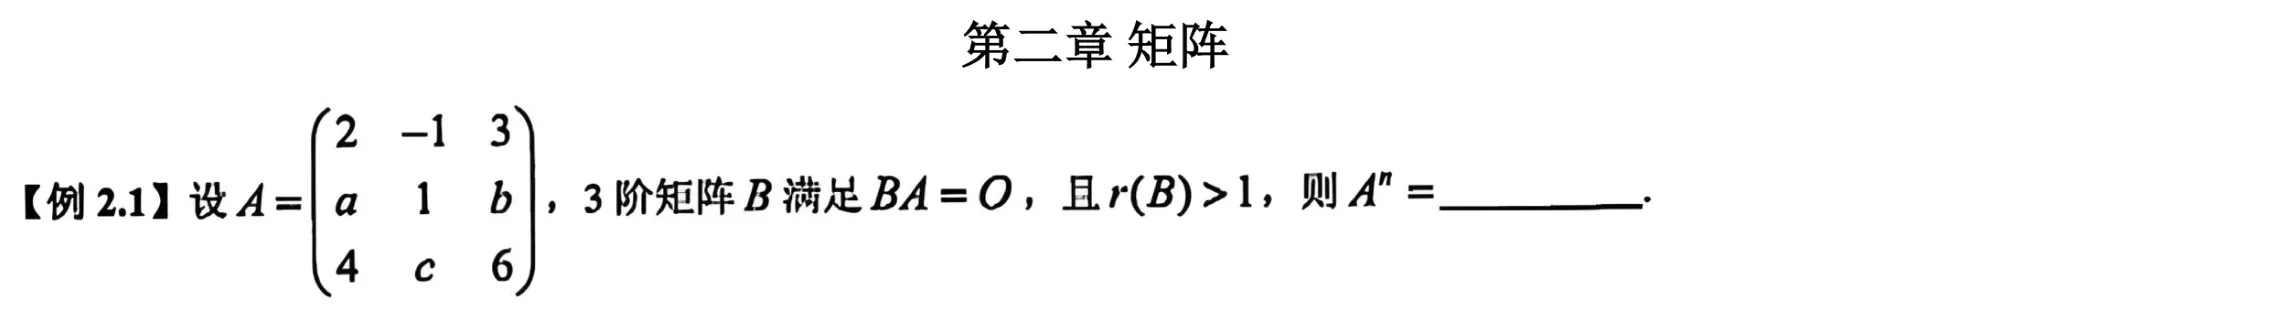 第二章 矩阵
【例 2.1】设 $A=\begin{pmatrix} 2 & -1 & 3 \\ a & 1 & b \\ 4 & c & 6 \end{pmatrix}$，3 阶矩阵 $B$ 满足 $BA=O$，且 $r(B)>1$，则 $A^n=$________.